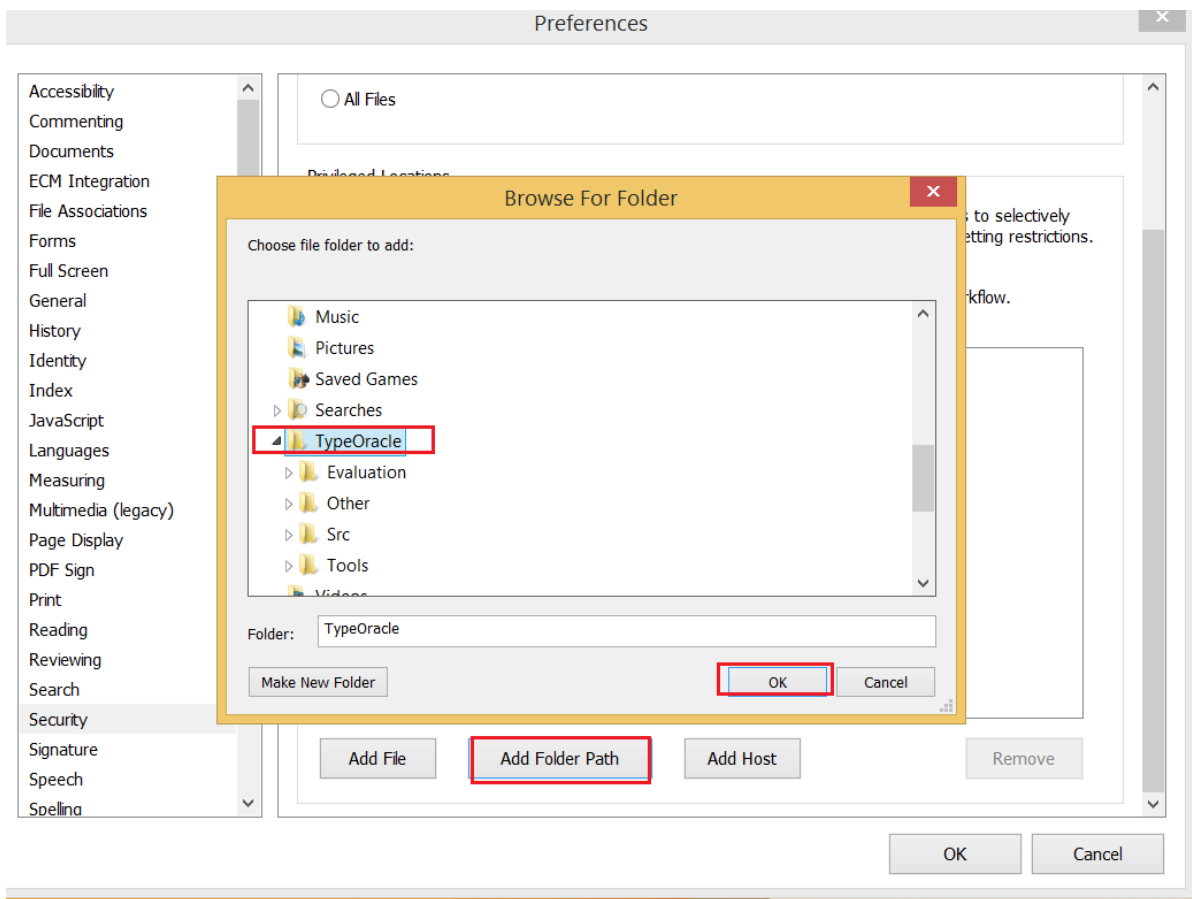 Preferences
Accessibility
Commenting
Documents
ECM Integration
File Associations
Forms
Full Screen
General
History
Identity
Index
JavaScript
Languages
Measuring
Multimedia (legacy)
Page Display
PDF Sign
Print
Reading
Reviewing
Search
Security
Signature
Speech
Spelling
All Files
Privileged Locations
to selectively
etting restrictions.
rkflow.
Browse For Folder
Choose file folder to add:
Music
Pictures
Saved Games
Searches
TypeOracle
Evaluation
Other
Src
Tools
Videos
Folder: TypeOracle
Make New Folder OK Cancel
Add File Add Folder Path Add Host Remove
OK Cancel